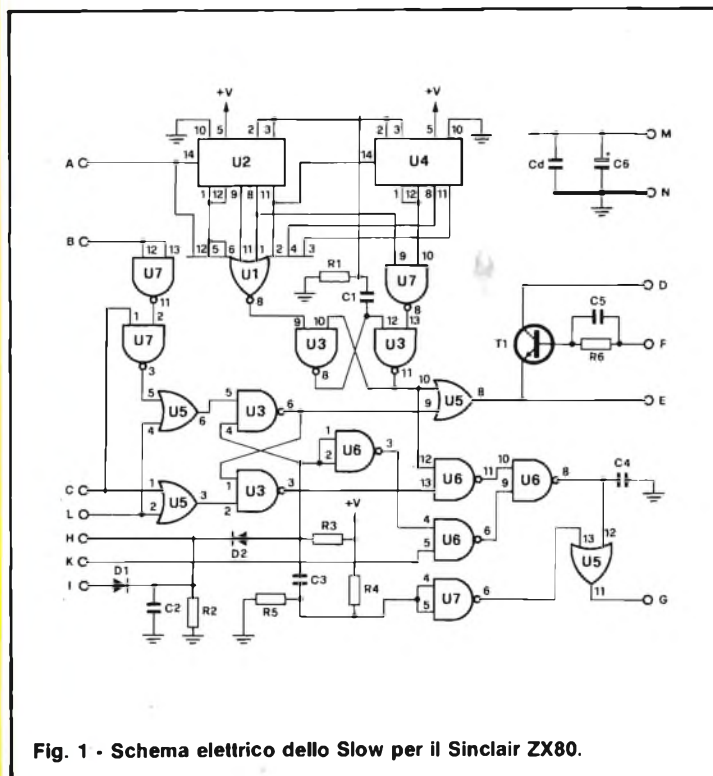 +V +V
10 5 2 3 2 3 5 10
A 14 U2 14 U4
M
Cd + C6
N
1 12 9 8 11 1 12 8 11
B
12 13 12 5 6 11 1 2 4 3 9 10
U7 U1 R1 U7
11 8 C1 8
D
C5
1 2 9 10 12 13
U7 U3 U3 T1 R6 F
3 8 11
10
5 5 U5 8 E
U5 6 U3 6 9
4 4 1
U6 3
2
12 10
C 1 1 U6 11 U6 8 C4
U5 3 U3 3 13 9
L 2 2
+V
H R3 4
D2 U6 6 13 12
K 5 U5
I D1 C3 R4 4
C2 R2 R5 U7 6 11 G
5
Fig. 1 - Schema elettrico dello Slow per il Sinclair ZX80.